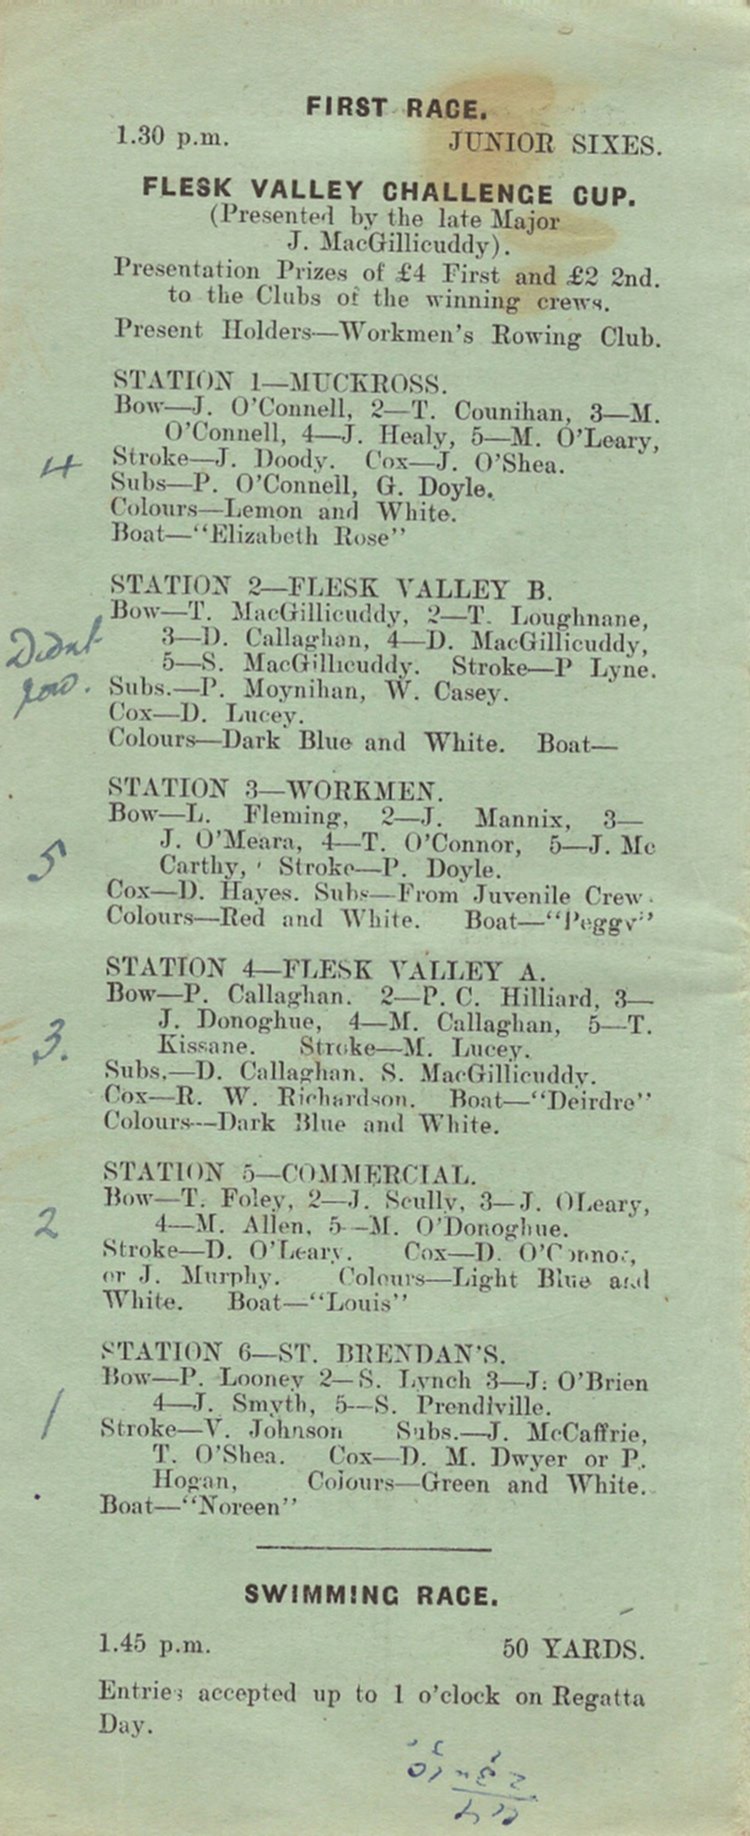 FIRST RACE.
1.30 p.m. JUNIOR SIXES.
FLESK VALLEY CHALLENGE CUP.
(Presented by the late Major
J. MacGillicuddy).
Presentation Prizes of £4 First and £2 2nd.
to the Clubs of the winning crews.
Present Holders—Workmen's Rowing Club.
STATION 1—MUCKROSS.
Bow—J. O'Connell, 2—T. Counihan, 3—M.
O'Connell, 4—J. Healy, 5—M. O'Leary,
4 Stroke—J. Doody. Cox—J. O'Shea.
Subs—P. O'Connell, G. Doyle.
Colours—Lemon and White.
Boat—"Elizabeth Rose"
STATION 2—FLESK VALLEY B.
Bow—T. MacGillicuddy, 2—T. Loughnane,
Didnt 3—D. Callaghan, 4—D. MacGillicuddy,
5—S. MacGillicuddy. Stroke—P Lyne.
row. Subs.—P. Moynihan, W. Casey.
Cox—D. Lucey.
Colours—Dark Blue and White. Boat—
STATION 3—WORKMEN.
Bow—L. Fleming, 2—J. Mannix, 3—
J. O'Meara, 4—T. O'Connor, 5—J. Mc
5 Carthy, ' Stroke—P. Doyle.
Cox—D. Hayes. Subs—From Juvenile Crew.
Colours—Red and White. Boat—"Peggy"
STATION 4—FLESK VALLEY A.
Bow—P. Callaghan. 2—P. C. Hilliard, 3—
J. Donoghue, 4—M. Callaghan, 5—T.
3. Kissane. Stroke—M. Lucey.
Subs.—D. Callaghan. S. MacGillicuddy.
Cox—R. W. Richardson. Boat—"Deirdre"
Colours—Dark Blue and White.
STATION 5—COMMERCIAL.
Bow—T. Foley, 2—J. Scully, 3—J. OLeary,
2 4—M. Allen, 5—M. O'Donoghue.
Stroke—D. O'Leary. Cox—D. O'Connor,
or J. Murphy. Colours—Light Blue and
White. Boat—"Louis"
STATION 6—ST. BRENDAN'S.
Bow—P. Looney 2—S. Lynch 3—J: O'Brien
4—J. Smyth, 5—S. Prendiville.
1 Stroke—V. Johnson Subs.—J. McCaffrie,
T. O'Shea. Cox—D. M. Dwyer or P.
Hogan, Colours—Green and White.
Boat—"Noreen"
SWIMMING RACE.
1.45 p.m. 50 YARDS.
Entries accepted up to 1 o'clock on Regatta
Day.